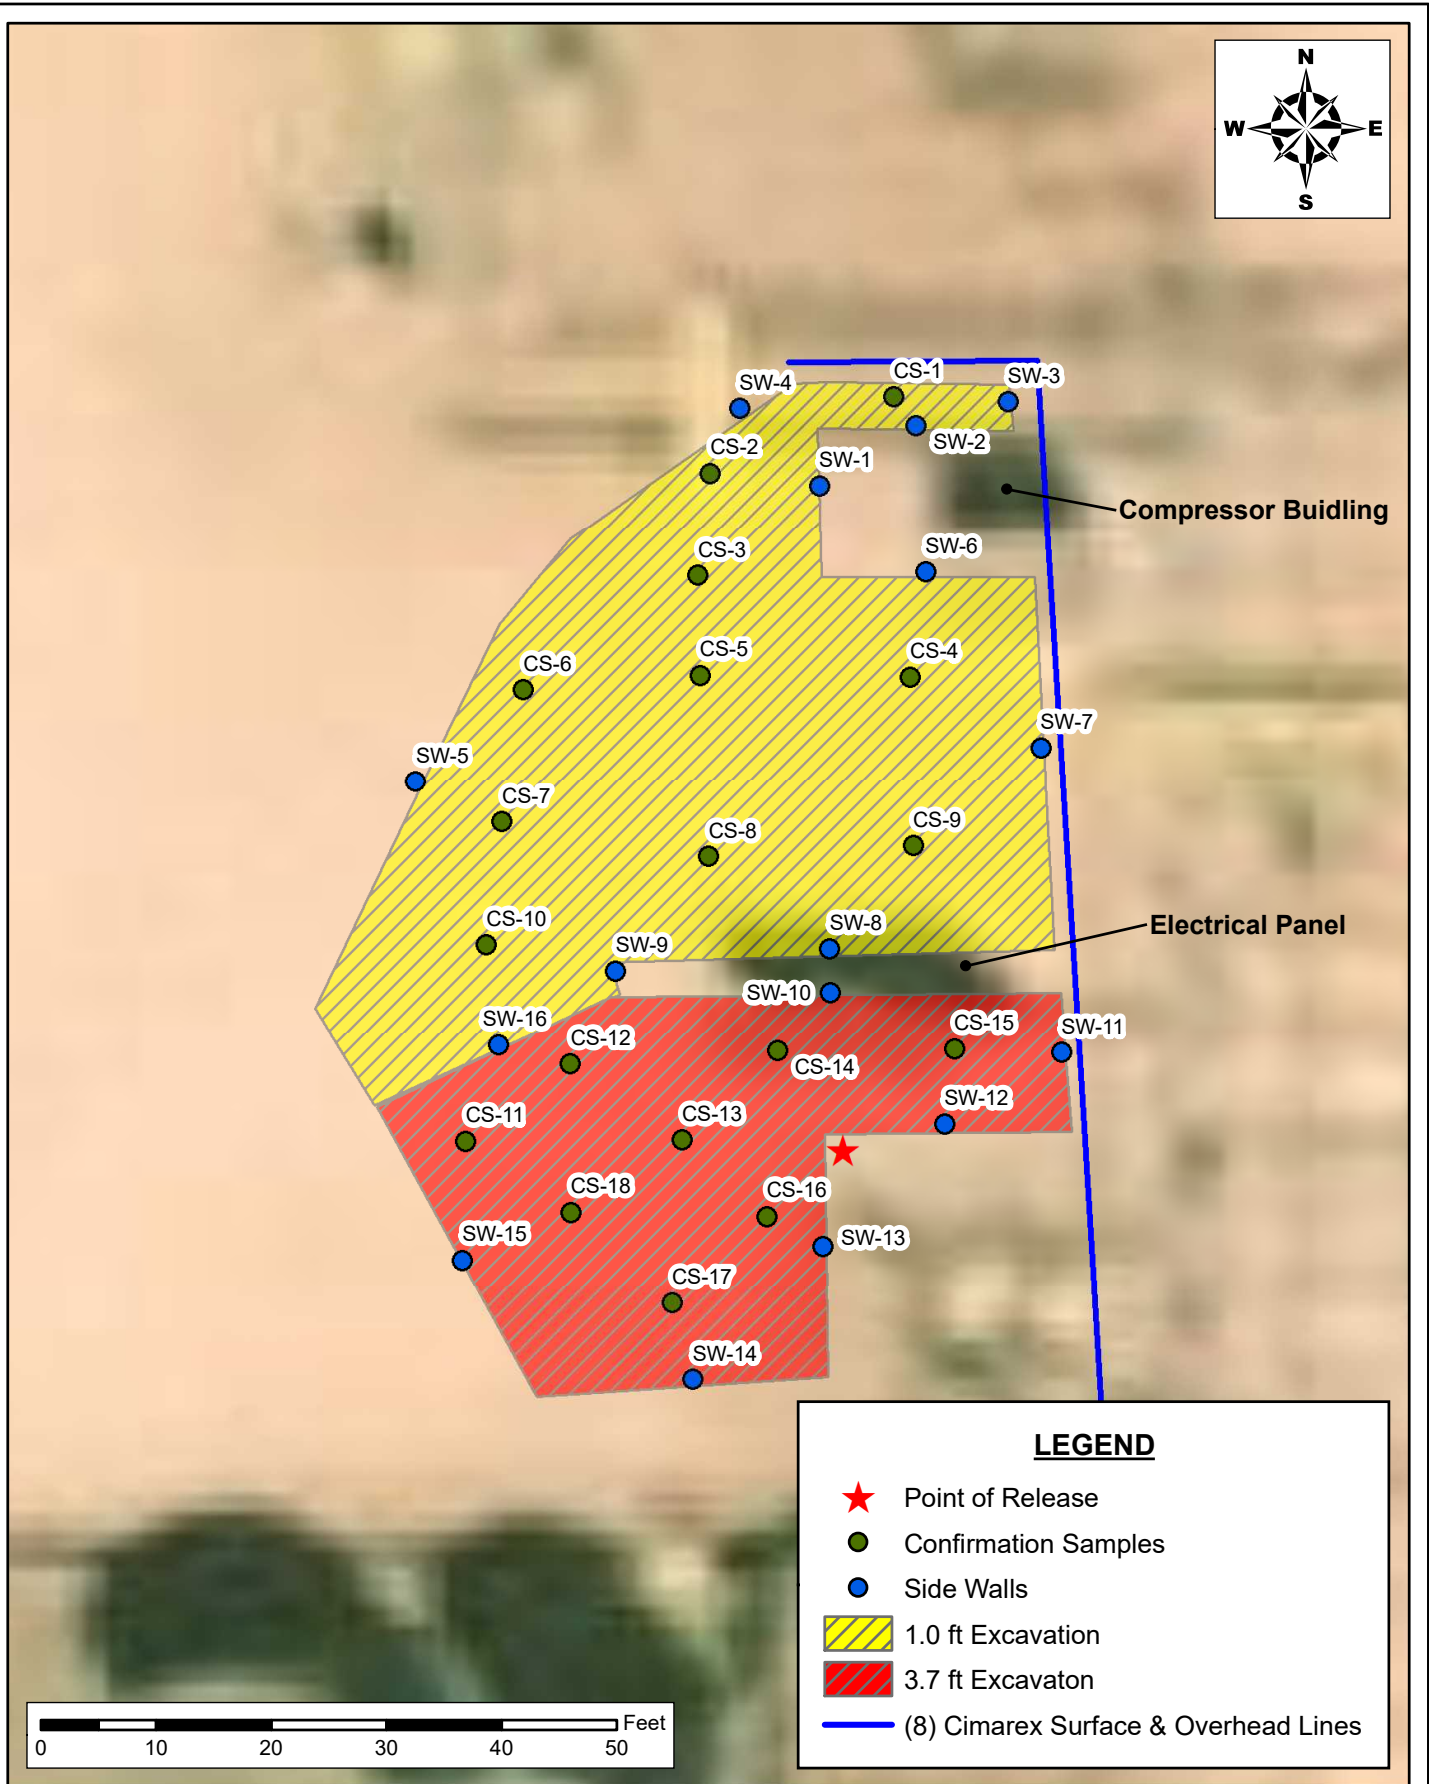 N
W E
S
CS-1
SW-3
SW-4
SW-2
CS-2
SW-1
Compressor Buidling
CS-3
SW-6
CS-5
CS-4
CS-6
SW-7
SW-5
CS-7
CS-9
CS-8
CS-10
SW-8
Electrical Panel
SW-9
SW-10
SW-16
CS-12
CS-15
SW-11
CS-14
CS-11
CS-13
SW-12
CS-18
CS-16
SW-15
SW-13
CS-17
SW-14
LEGEND
Point of Release
Confirmation Samples
Side Walls
1.0 ft Excavation
3.7 ft Excavaton
(8) Cimarex Surface & Overhead Lines
Feet
0 10 20 30 40 50